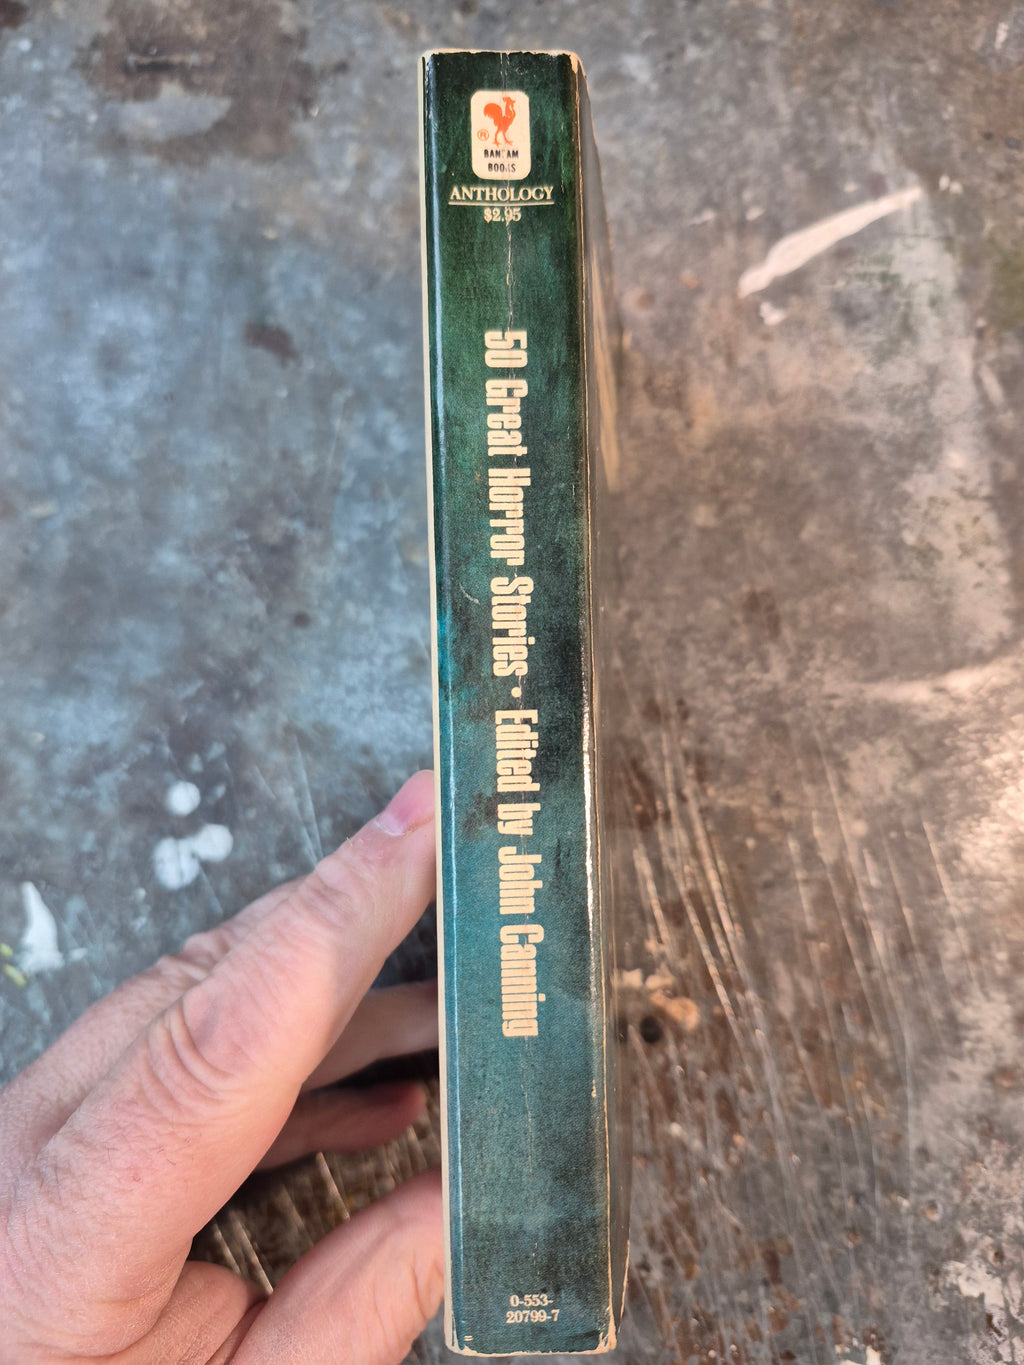 ®
BANTAM
BOOKS
ANTHOLOGY
$2.95
50 Great Horror Stories · Edited by John Canning
0-553-
20799-7
=